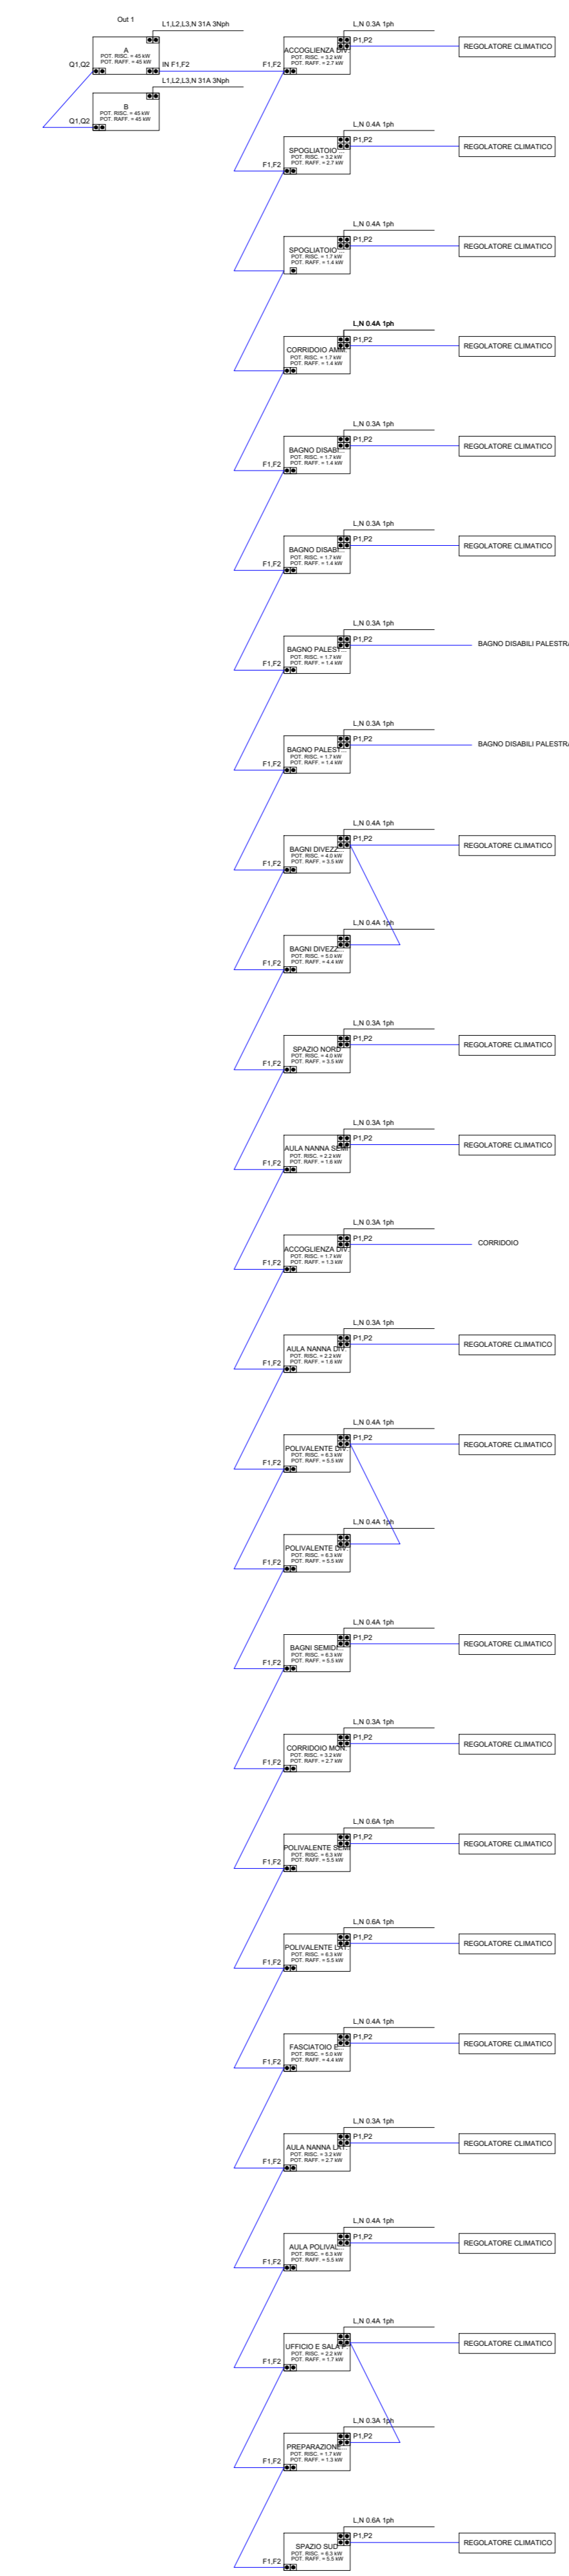 Out 1
L1,L2,L3,N 31A 3Nph
A
POT. RISC. = 45 kW
POT. RAFF. = 45 kW
Q1,Q2
IN F1,F2
L1,L2,L3,N 31A 3Nph
B
POT. RISC. = 45 kW
POT. RAFF. = 45 kW
Q1,Q2
L,N 0.3A 1ph
P1,P2
REGOLATORE CLIMATICO
ACCOGLIENZA DIV.
POT. RISC. = 3.2 kW
POT. RAFF. = 2.7 kW
F1,F2
L,N 0.4A 1ph
P1,P2
REGOLATORE CLIMATICO
SPOGLIATOIO ...
POT. RISC. = 3.2 kW
POT. RAFF. = 2.7 kW
F1,F2
L,N 0.4A 1ph
P1,P2
REGOLATORE CLIMATICO
SPOGLIATOIO ...
POT. RISC. = 1.7 kW
POT. RAFF. = 1.4 kW
L,N 0.4A 1ph
P1,P2
REGOLATORE CLIMATICO
CORRIDOIO AMM.
POT. RISC. = 1.7 kW
POT. RAFF. = 1.4 kW
L,N 0.3A 1ph
P1,P2
REGOLATORE CLIMATICO
BAGNO DISABI...
POT. RISC. = 1.7 kW
POT. RAFF. = 1.4 kW
F1,F2
L,N 0.3A 1ph
P1,P2
REGOLATORE CLIMATICO
BAGNO DISABI...
POT. RISC. = 1.7 kW
POT. RAFF. = 1.4 kW
F1,F2
L,N 0.3A 1ph
P1,P2
BAGNO DISABILI PALESTRA
BAGNO PALEST...
POT. RISC. = 1.7 kW
POT. RAFF. = 1.4 kW
F1,F2
L,N 0.3A 1ph
P1,P2
BAGNO DISABILI PALESTRA
BAGNO PALEST...
POT. RISC. = 1.7 kW
POT. RAFF. = 1.4 kW
F1,F2
L,N 0.4A 1ph
P1,P2
REGOLATORE CLIMATICO
BAGNI DIVEZZ...
POT. RISC. = 4.0 kW
POT. RAFF. = 3.5 kW
F1,F2
L,N 0.4A 1ph
P1,P2
BAGNI DIVEZZ...
POT. RISC. = 5.0 kW
POT. RAFF. = 4.4 kW
F1,F2
L,N 0.3A 1ph
P1,P2
REGOLATORE CLIMATICO
SPAZIO NORD
POT. RISC. = 4.0 kW
POT. RAFF. = 3.5 kW
F1,F2
L,N 0.3A 1ph
P1,P2
REGOLATORE CLIMATICO
AULA NANNA SEMI
POT. RISC. = 2.2 kW
POT. RAFF. = 1.6 kW
F1,F2
L,N 0.3A 1ph
P1,P2
CORRIDOIO
ACCOGLIENZA DIV.
POT. RISC. = 1.7 kW
POT. RAFF. = 1.3 kW
F1,F2
L,N 0.3A 1ph
P1,P2
REGOLATORE CLIMATICO
AULA NANNA DIV.
POT. RISC. = 2.2 kW
POT. RAFF. = 1.6 kW
F1,F2
L,N 0.4A 1ph
P1,P2
REGOLATORE CLIMATICO
POLIVALENTE DIV.
POT. RISC. = 6.3 kW
POT. RAFF. = 5.5 kW
F1,F2
L,N 0.4A 1ph
P1,P2
POLIVALENTE DIV.
POT. RISC. = 6.3 kW
POT. RAFF. = 5.5 kW
F1,F2
L,N 0.4A 1ph
P1,P2
REGOLATORE CLIMATICO
BAGNI SEMIDI...
POT. RISC. = 6.3 kW
POT. RAFF. = 5.5 kW
F1,F2
L,N 0.3A 1ph
P1,P2
REGOLATORE CLIMATICO
CORRIDOIO MON.
POT. RISC. = 3.2 kW
POT. RAFF. = 2.7 kW
F1,F2
L,N 0.6A 1ph
P1,P2
REGOLATORE CLIMATICO
POLIVALENTE SEMI
POT. RISC. = 6.3 kW
POT. RAFF. = 5.5 kW
F1,F2
L,N 0.6A 1ph
P1,P2
REGOLATORE CLIMATICO
POLIVALENTE LAT.
POT. RISC. = 6.3 kW
POT. RAFF. = 5.5 kW
F1,F2
L,N 0.4A 1ph
P1,P2
REGOLATORE CLIMATICO
FASCIATOIO E...
POT. RISC. = 5.0 kW
POT. RAFF. = 4.4 kW
F1,F2
L,N 0.3A 1ph
P1,P2
REGOLATORE CLIMATICO
AULA NANNA LAT.
POT. RISC. = 3.2 kW
POT. RAFF. = 2.7 kW
F1,F2
L,N 0.4A 1ph
P1,P2
REGOLATORE CLIMATICO
AULA POLIVAL...
POT. RISC. = 6.3 kW
POT. RAFF. = 5.5 kW
F1,F2
L,N 0.4A 1ph
P1,P2
REGOLATORE CLIMATICO
UFFICIO E SALA
POT. RISC. = 2.2 kW
POT. RAFF. = 1.7 kW
F1,F2
L,N 0.3A 1ph
P1,P2
PREPARAZIONE...
POT. RISC. = 1.7 kW
POT. RAFF. = 1.3 kW
F1,F2
L,N 0.6A 1ph
P1,P2
REGOLATORE CLIMATICO
SPAZIO SUD
POT. RISC. = 6.3 kW
POT. RAFF. = 5.5 kW
F1,F2